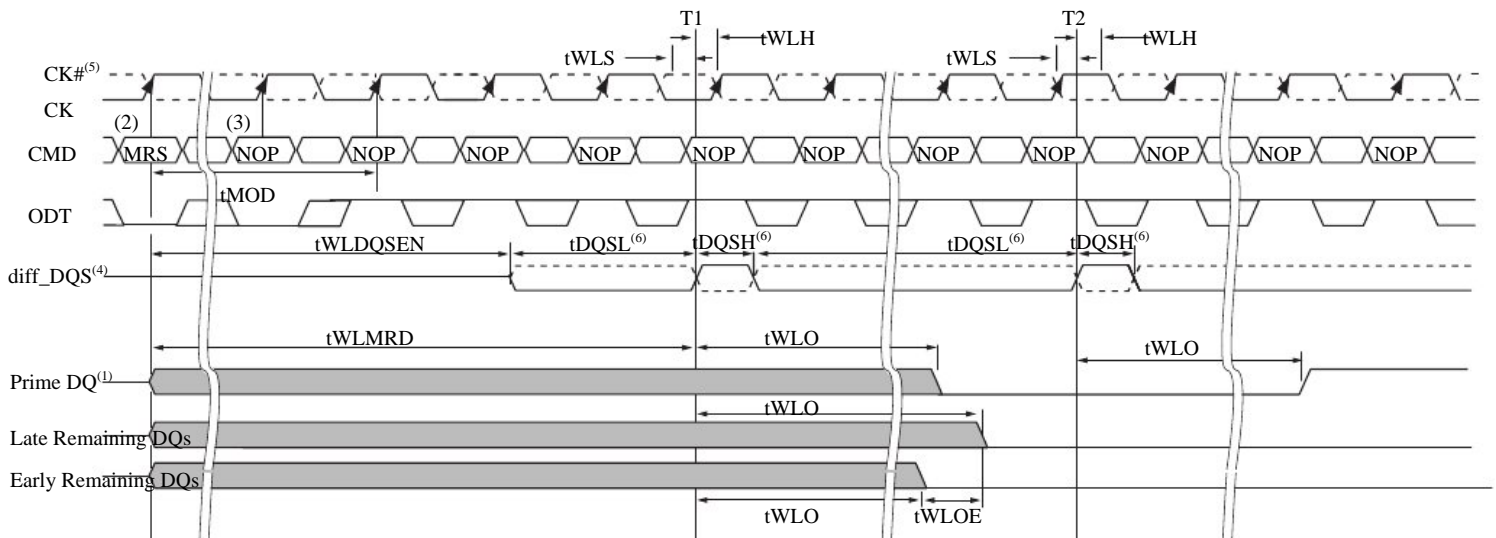 T1 T2
tWLH tWLH
tWLS tWLS
CK#(5)
CK
(2) (3)
CMD MRS NOP NOP NOP NOP NOP NOP NOP NOP NOP NOP NOP
tMOD
ODT
tWLDQSEN tDQSL(6) tDQSH(6) tDQSL(6) tDQSH(6)
diff_DQS(4)
tWLMRD tWLO tWLO
Prime DQ(1)
tWLO
Late Remaining DQs
Early Remaining DQs
tWLO tWLOE